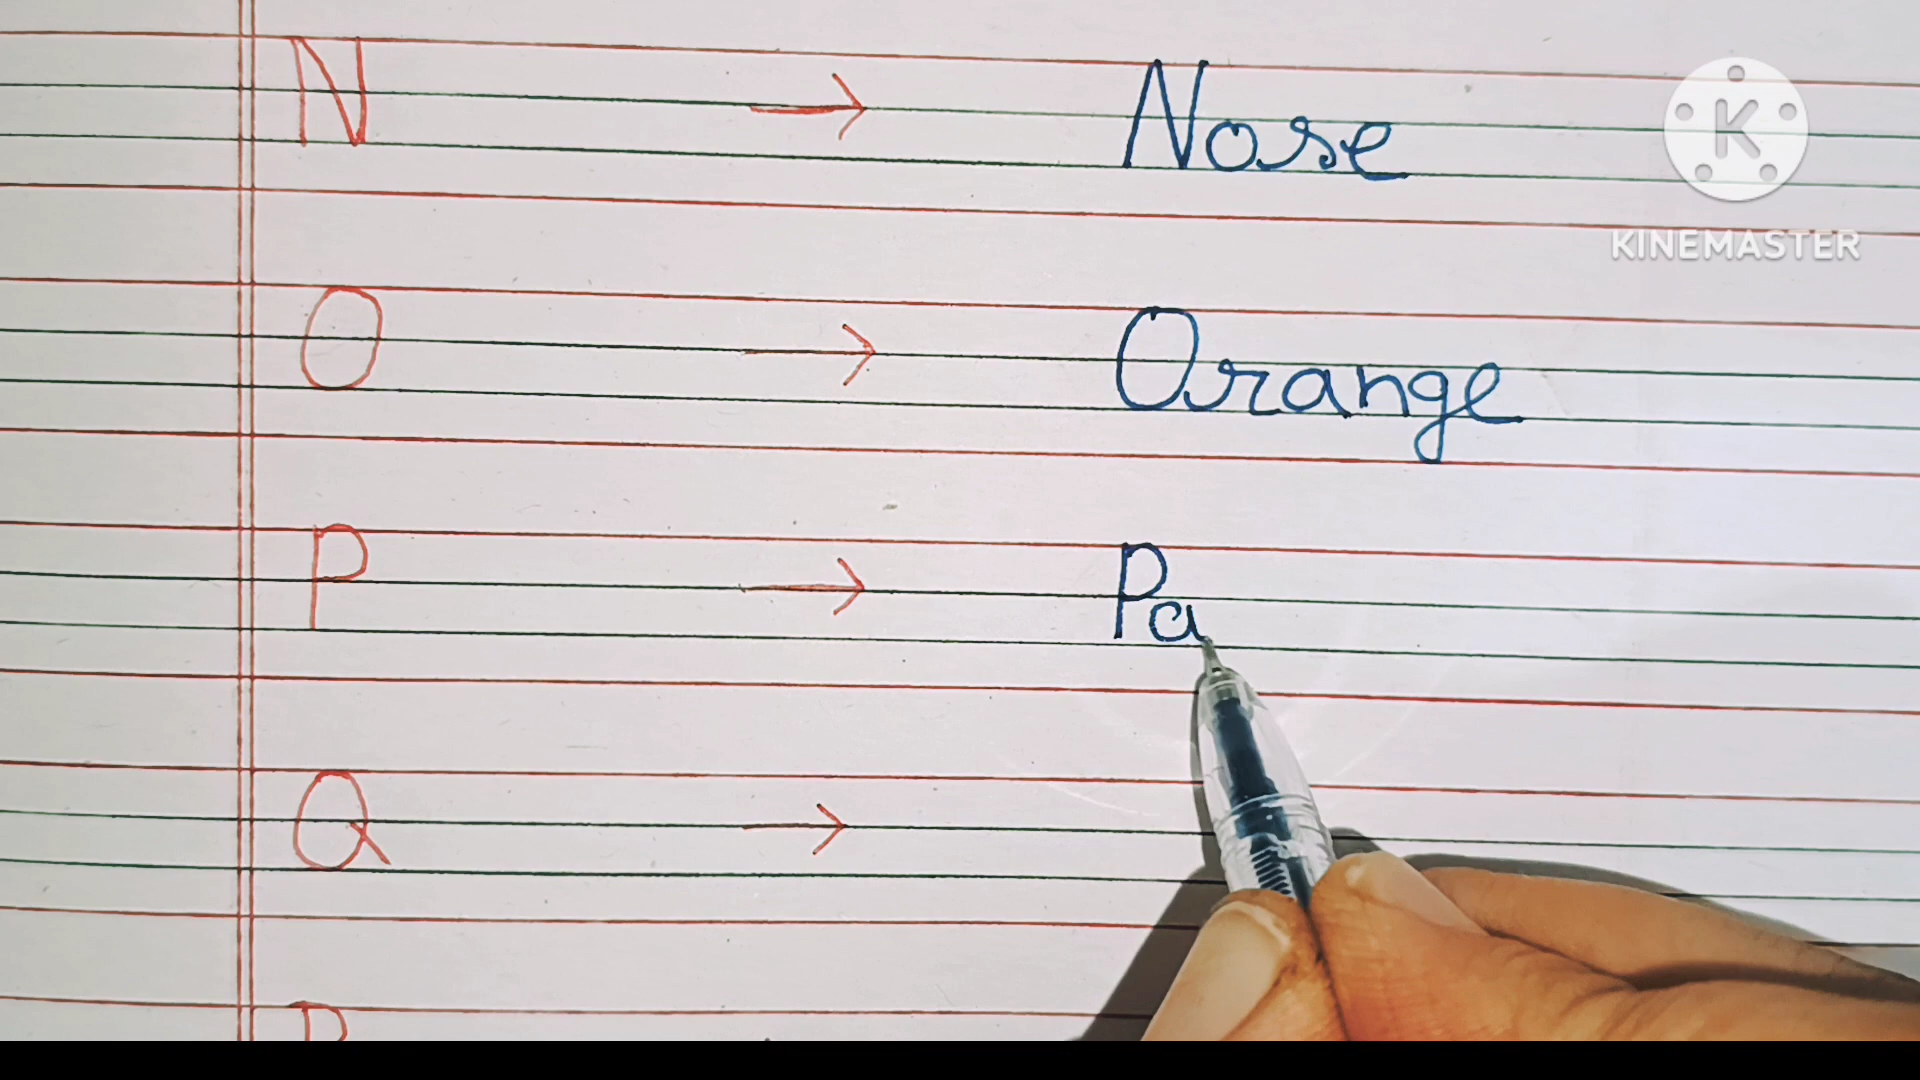 N → Nose
KINEMASTER
O → Orange
P → Pa
Q →